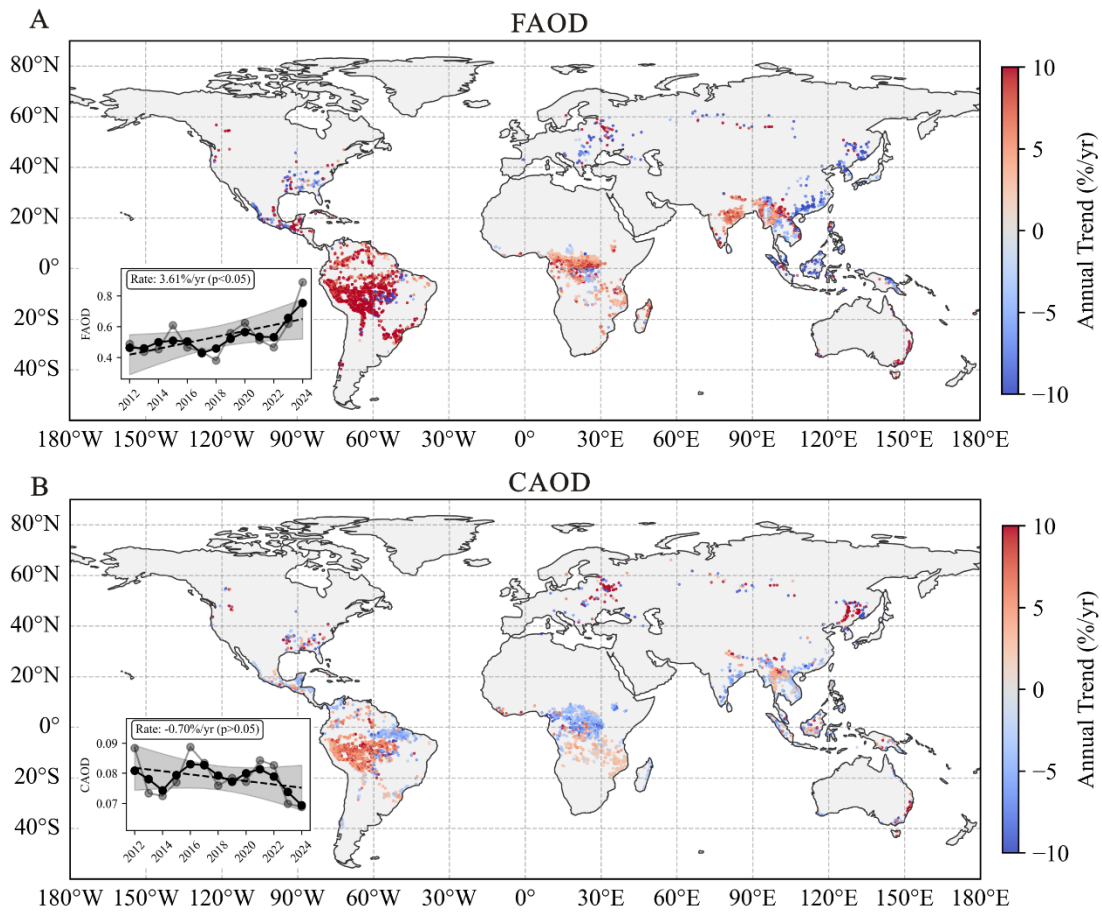 A
FAOD
80°N
60°N
40°N
20°N
0°
20°S
40°S
180°W 150°W 120°W 90°W 60°W 30°W 0° 30°E 60°E 90°E 120°E 150°E 180°E
Rate: 3.61%/yr (p<0.05)
FAOD
0.8
0.6
0.4
2012 2014 2016 2018 2020 2022 2024
10
5
0
−5
−10
Annual Trend (%/yr)
B
CAOD
80°N
60°N
40°N
20°N
0°
20°S
40°S
180°W 150°W 120°W 90°W 60°W 30°W 0° 30°E 60°E 90°E 120°E 150°E 180°E
Rate: -0.70%/yr (p>0.05)
CAOD
0.09
0.08
0.07
2012 2014 2016 2018 2020 2022 2024
10
5
0
−5
−10
Annual Trend (%/yr)